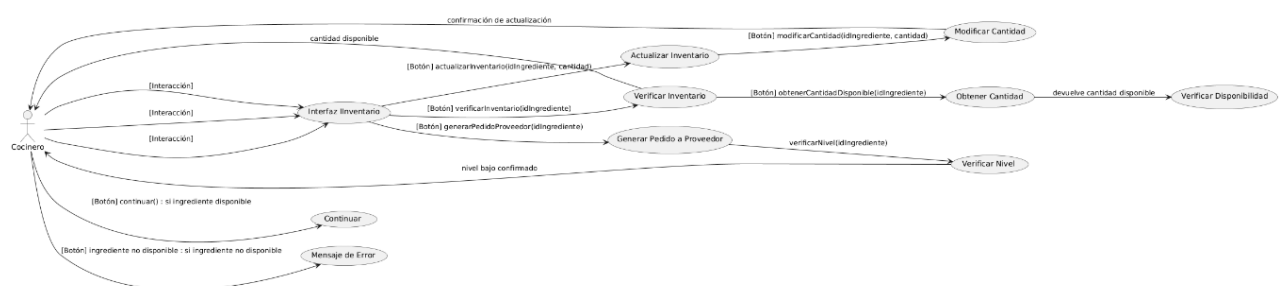 confirmación de actualización
Modificar Cantidad
[Botón] modificarCantidad(idIngrediente, cantidad)
cantidad disponible
Actualizar Inventario
[Botón] actualizarInventario(idIngrediente, cantidad)
[Interacción]
Verificar Inventario
[Botón] obtenerCantidadDisponible(idIngrediente)
Obtener Cantidad
devuelve cantidad disponible
Verificar Disponibilidad
[Interacción]
Interfaz IInventario
[Botón] verificarInventario(idIngrediente)
[Botón] generarPedidoProveedor(idIngrediente)
[Interacción]
Generar Pedido a Proveedor
verificarNivel(idIngrediente)
Cocinero
nivel bajo confirmado
Verificar Nivel
[Botón] continuar() : si ingrediente disponible
Continuar
[Botón] ingrediente no disponible : si ingrediente no disponible
Mensaje de Error